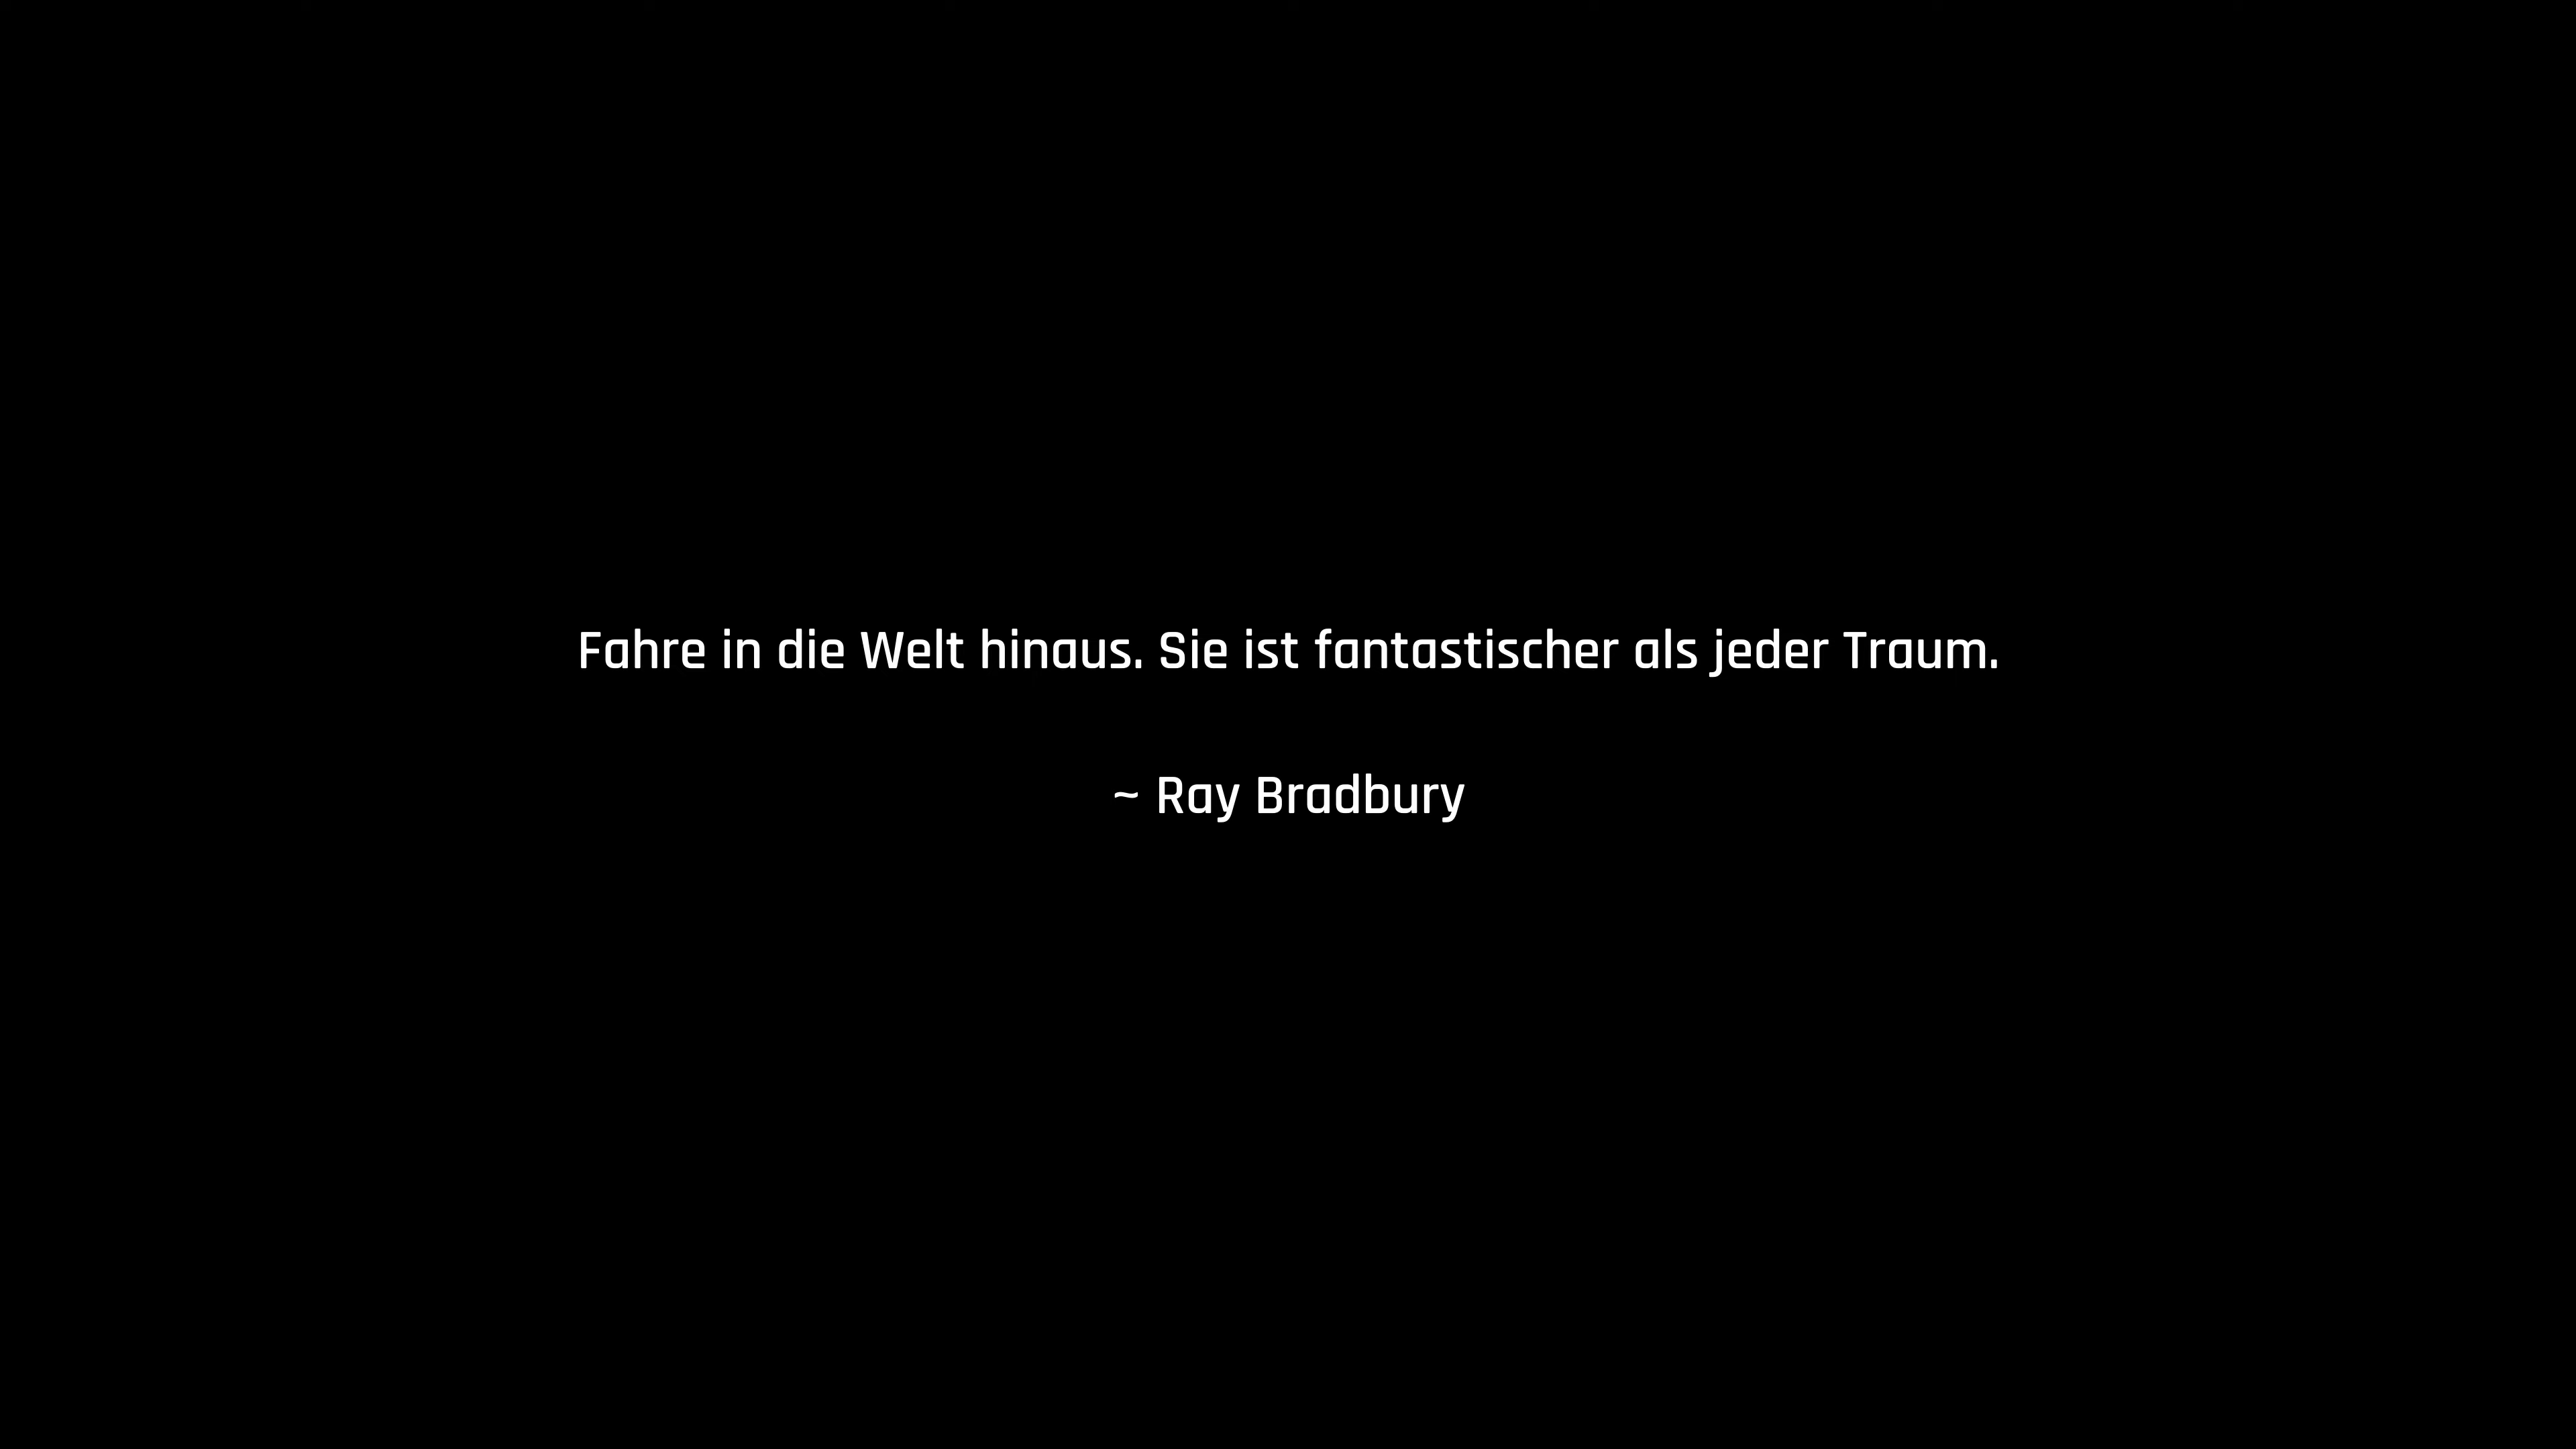 Fahre in die Welt hinaus. Sie ist fantastischer als jeder Traum.
~ Ray Bradbury